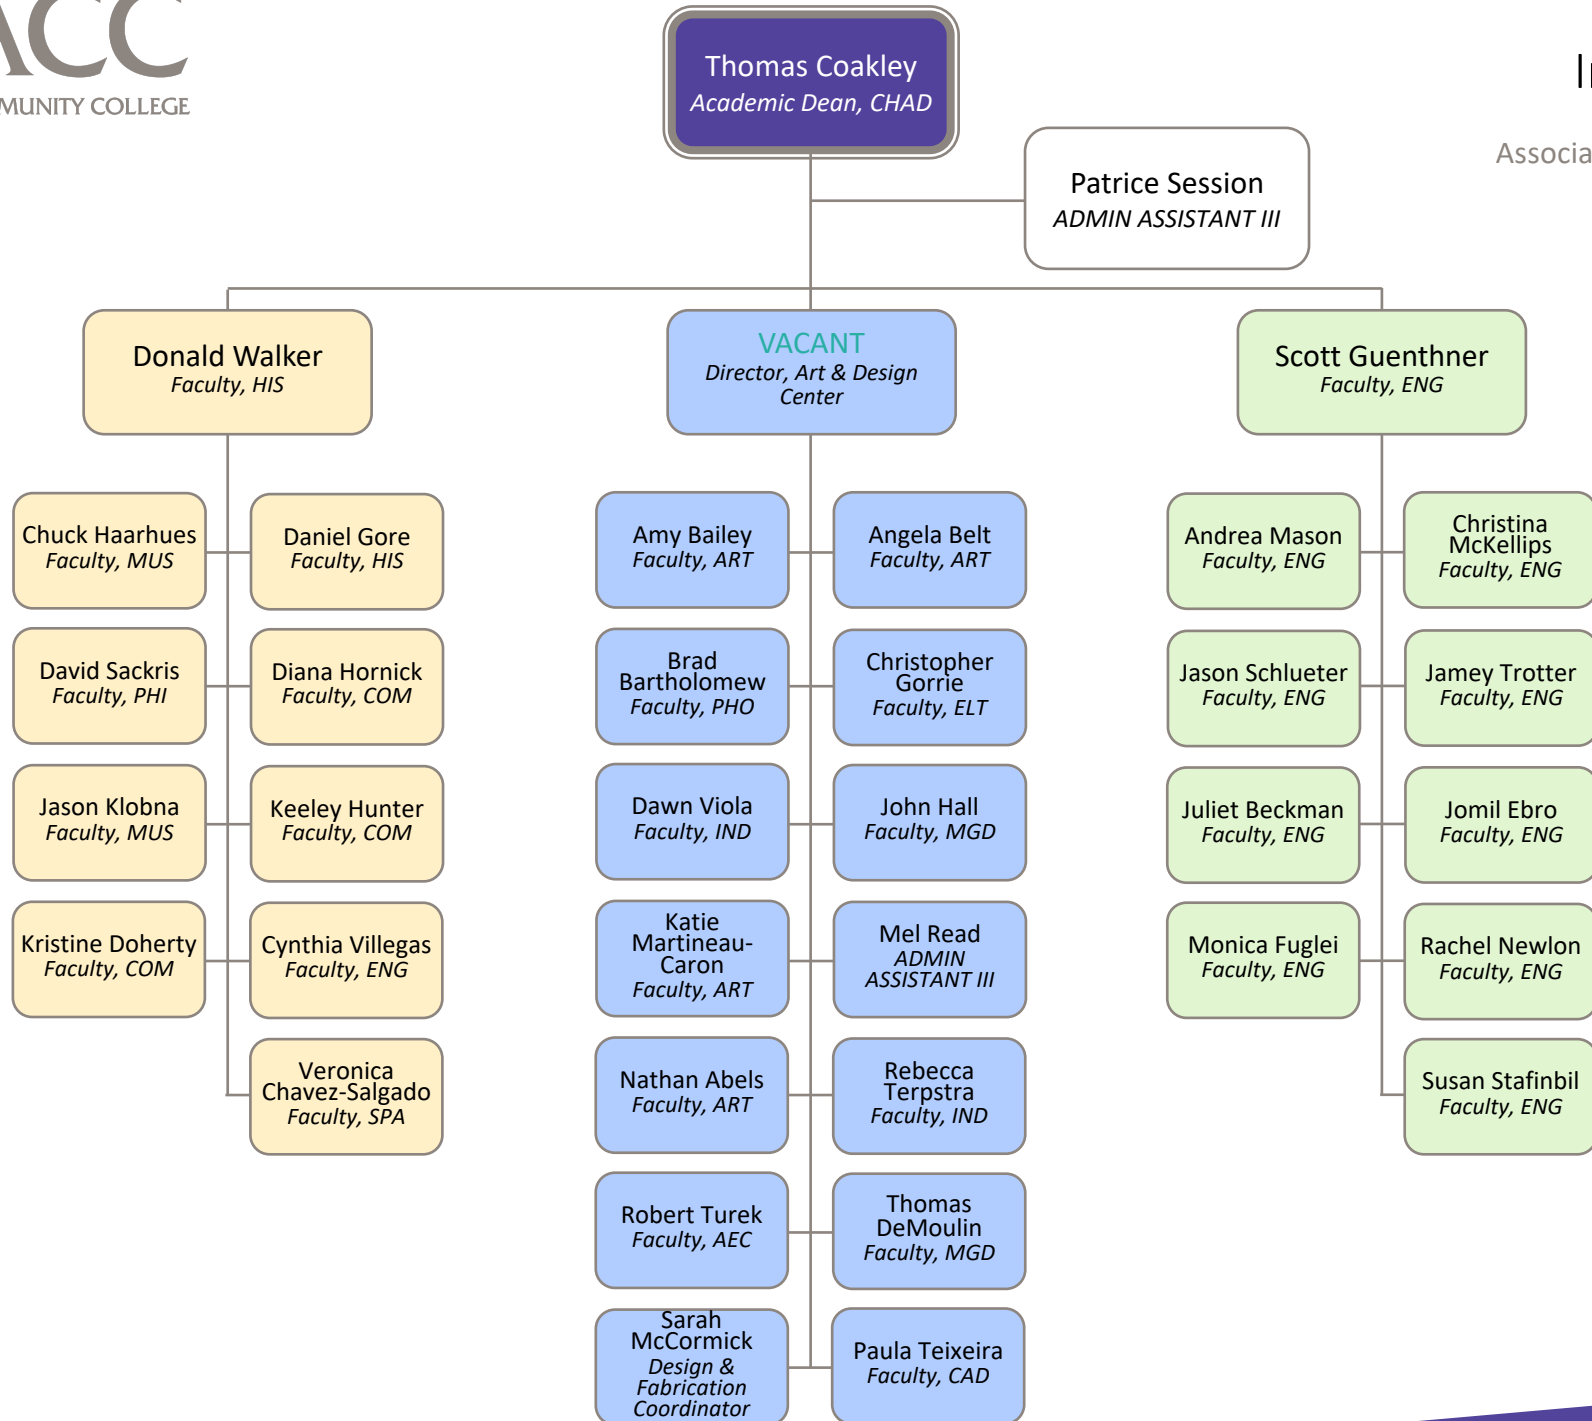 ACC
MUNITY COLLEGE
Thomas Coakley
Academic Dean, CHAD
Associa
Patrice Session
ADMIN ASSISTANT III
Donald Walker
Faculty, HIS
VACANT
Director, Art & Design
Center
Scott Guenthner
Faculty, ENG
Chuck Haarhues
Faculty, MUS
Daniel Gore
Faculty, HIS
David Sackris
Faculty, PHI
Diana Hornick
Faculty, COM
Jason Klobna
Faculty, MUS
Keeley Hunter
Faculty, COM
Kristine Doherty
Faculty, COM
Cynthia Villegas
Faculty, ENG
Veronica
Chavez-Salgado
Faculty, SPA
Amy Bailey
Faculty, ART
Angela Belt
Faculty, ART
Brad
Bartholomew
Faculty, PHO
Christopher
Gorrie
Faculty, ELT
Dawn Viola
Faculty, IND
John Hall
Faculty, MGD
Katie
Martineau-
Caron
Faculty, ART
Mel Read
ADMIN
ASSISTANT III
Nathan Abels
Faculty, ART
Rebecca
Terpstra
Faculty, IND
Robert Turek
Faculty, AEC
Thomas
DeMoulin
Faculty, MGD
Sarah
McCormick
Design &
Fabrication
Coordinator
Paula Teixeira
Faculty, CAD
Andrea Mason
Faculty, ENG
Christina
McKellips
Faculty, ENG
Jason Schlueter
Faculty, ENG
Jamey Trotter
Faculty, ENG
Juliet Beckman
Faculty, ENG
Jomil Ebro
Faculty, ENG
Monica Fuglei
Faculty, ENG
Rachel Newlon
Faculty, ENG
Susan Stafinbil
Faculty, ENG